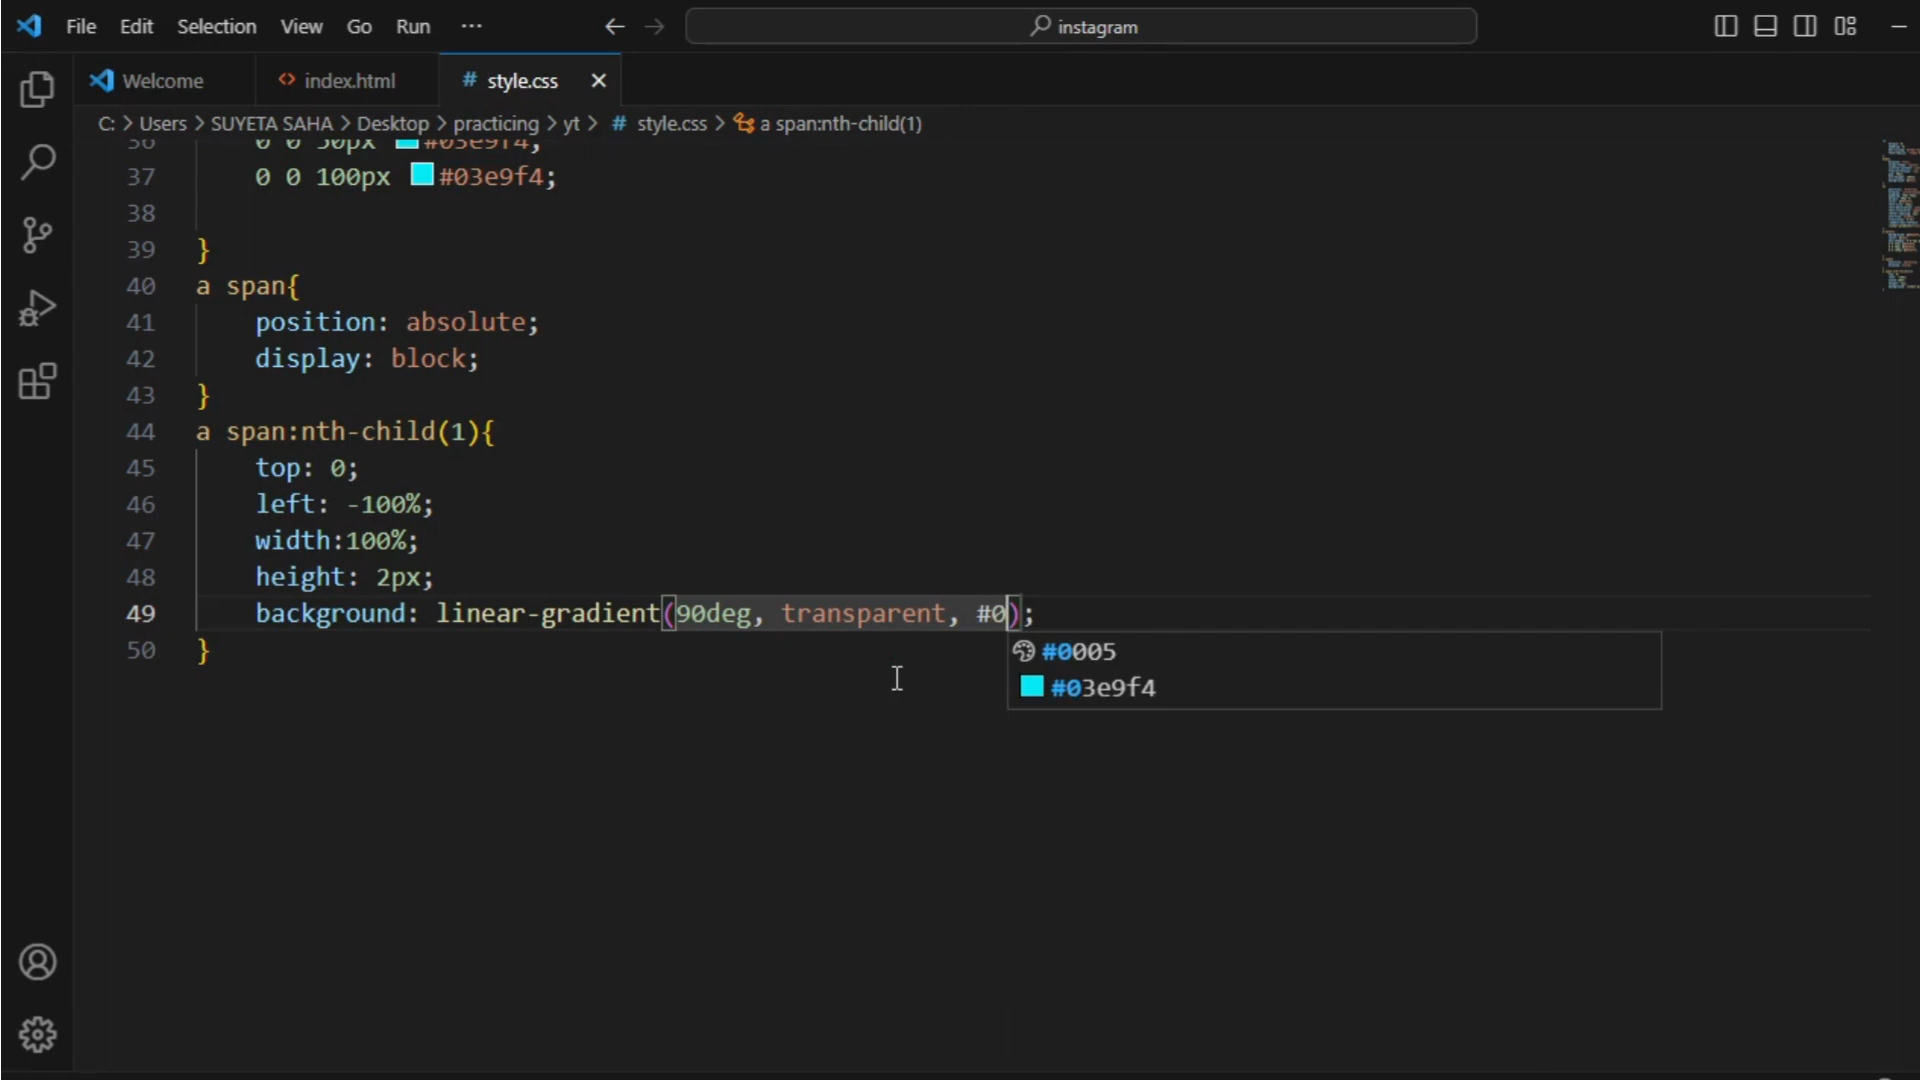 File Edit Selection View Go Run ···
instagram
Welcome index.html # style.css
C: > Users > SUYETA SAHA > Desktop > practicing > yt > # style.css > a span:nth-child(1)
36 0 0 50px #03e9f4,
37 0 0 100px #03e9f4;
38
39 }
40 a span{
41 position: absolute;
42 display: block;
43 }
44 a span:nth-child(1){
45 top: 0;
46 left: -100%;
47 width:100%;
48 height: 2px;
49 background: linear-gradient(90deg, transparent, #0);
50 }
#0005
#03e9f4